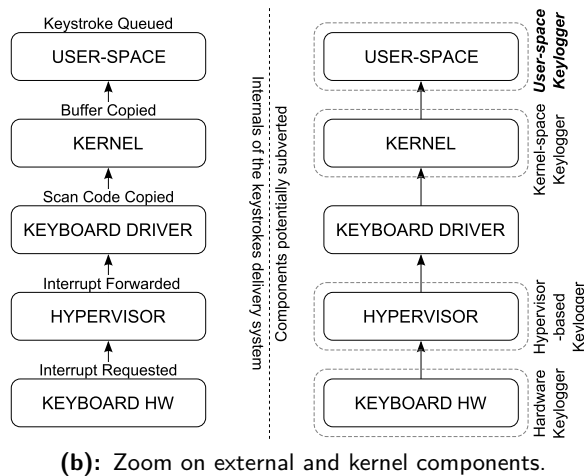 Keystroke Queued
USER-SPACE
Buffer Copied
KERNEL
Scan Code Copied
KEYBOARD DRIVER
Interrupt Forwarded
HYPERVISOR
Interrupt Requested
KEYBOARD HW
Internals of the keystrokes delivery system
Components potentially subverted
USER-SPACE
KERNEL
KEYBOARD DRIVER
HYPERVISOR
KEYBOARD HW
User-space
Keylogger
Kernel-space
Keylogger
Hypervisor
-based
Keylogger
Hardware
Keylogger
(b): Zoom on external and kernel components.